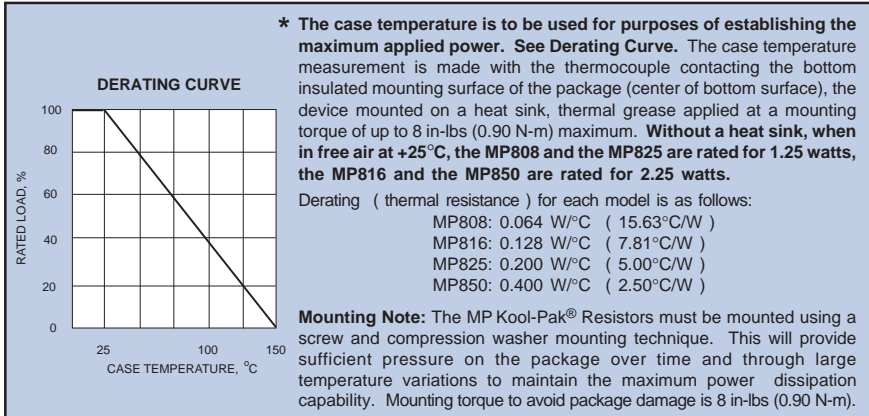 DERATING CURVE
100
80
60
40
20
0
RATED LOAD, %
25
100
150
CASE TEMPERATURE, °C
* The case temperature is to be used for purposes of establishing the
maximum applied power. See Derating Curve. The case temperature
measurement is made with the thermocouple contacting the bottom
insulated mounting surface of the package (center of bottom surface), the
device mounted on a heat sink, thermal grease applied at a mounting
torque of up to 8 in-lbs (0.90 N-m) maximum. Without a heat sink, when
in free air at +25°C, the MP808 and the MP825 are rated for 1.25 watts,
the MP816 and the MP850 are rated for 2.25 watts.
Derating ( thermal resistance ) for each model is as follows:
MP808: 0.064 W/°C ( 15.63°C/W )
MP816: 0.128 W/°C ( 7.81°C/W )
MP825: 0.200 W/°C ( 5.00°C/W )
MP850: 0.400 W/°C ( 2.50°C/W )
Mounting Note: The MP Kool-Pak® Resistors must be mounted using a
screw and compression washer mounting technique. This will provide
sufficient pressure on the package over time and through large
temperature variations to maintain the maximum power dissipation
capability. Mounting torque to avoid package damage is 8 in-lbs (0.90 N-m).